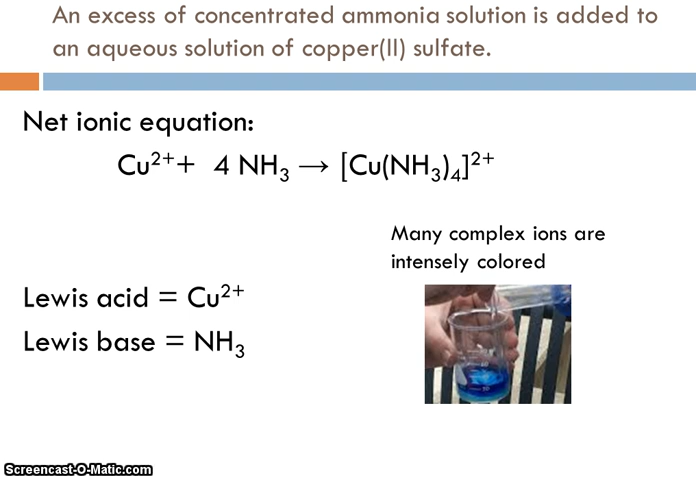 An excess of concentrated ammonia solution is added to
an aqueous solution of copper(II) sulfate.
Net ionic equation:
Cu²⁺+ 4 NH₃ → [Cu(NH₃)₄]²⁺
Many complex ions are
intensely colored
Lewis acid = Cu²⁺
Lewis base = NH₃
Screencast-O-Matic.com